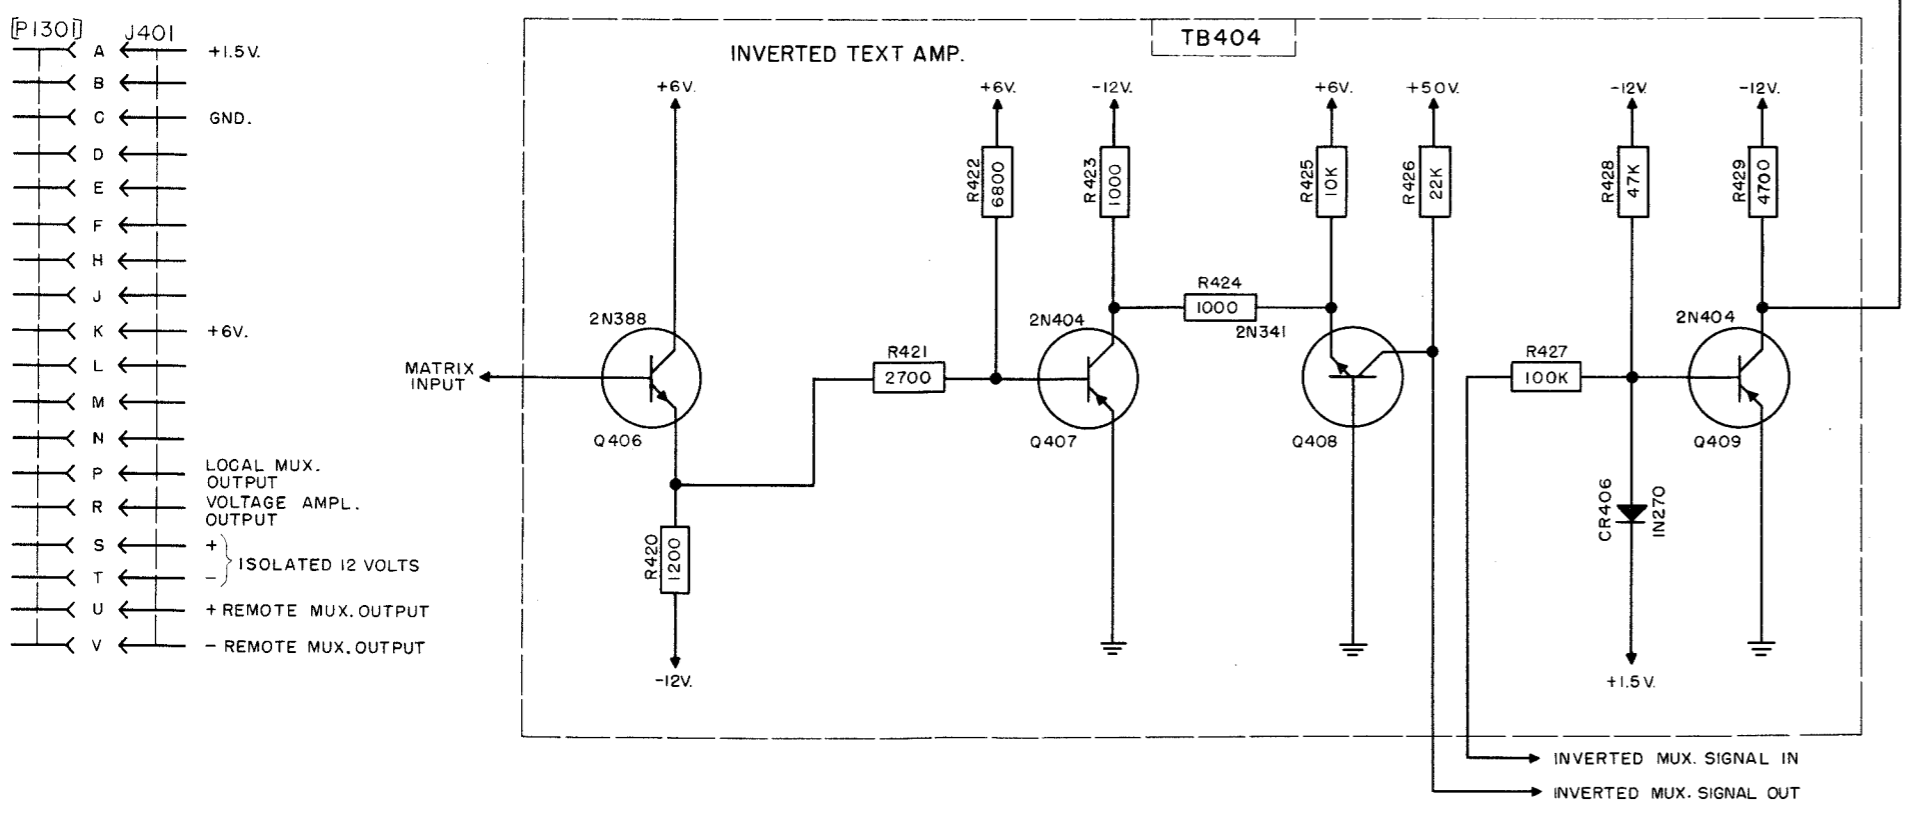 [P1301] J401
A +1.5V.
B
C GND.
D
E
F
H
J
K +6V.
L
M
N
P LOCAL MUX.
OUTPUT
R VOLTAGE AMPL.
OUTPUT
S +
ISOLATED 12 VOLTS
T −
U + REMOTE MUX. OUTPUT
V − REMOTE MUX. OUTPUT
TB404
INVERTED TEXT AMP.
+6V.
+6V.
-12V.
+6V.
+50V.
-12V.
-12V.
R422
6800
R423
1000
R425
10K
R426
22K
R428
47K
R429
4700
2N388
MATRIX
INPUT
Q406
R420
1200
-12V.
R421
2700
2N404
Q407
R424
1000
2N341
Q408
R427
100K
2N404
Q409
CR406
IN270
+1.5V.
INVERTED MUX. SIGNAL IN
INVERTED MUX. SIGNAL OUT